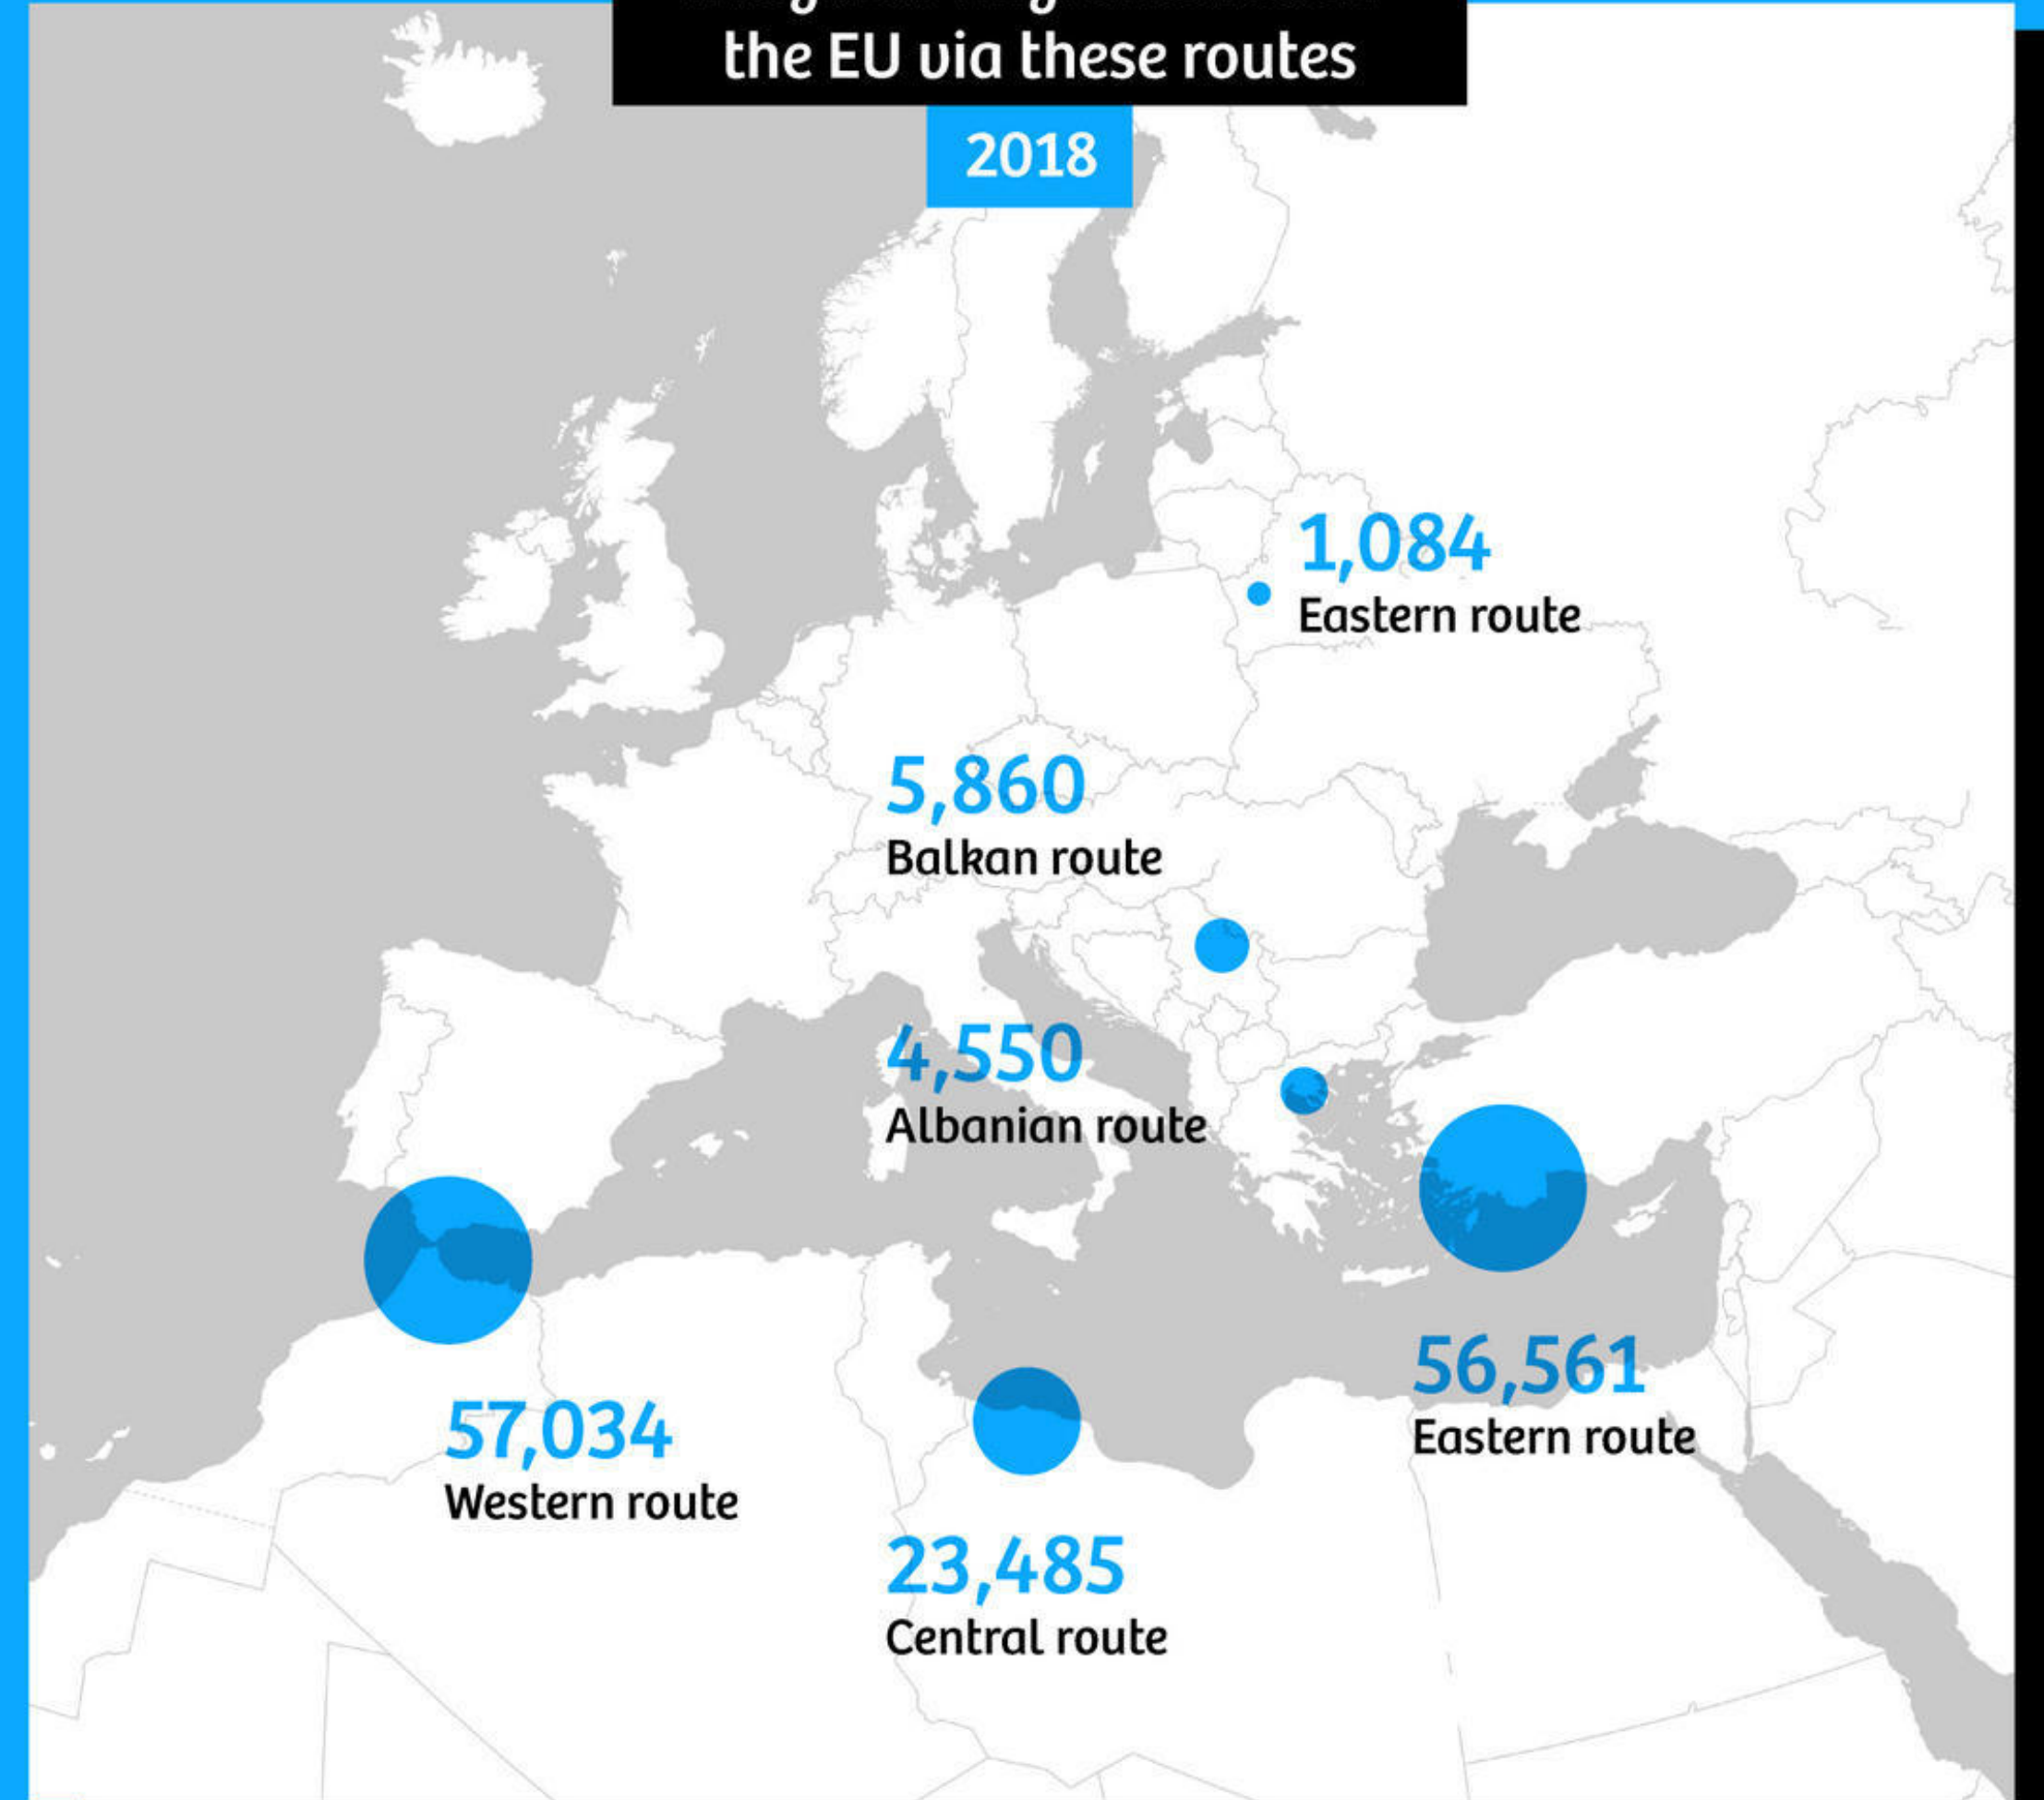 the EU via these routes
2018
1,084
Eastern route
5,860
Balkan route
4,550
Albanian route
56,561
Eastern route
57,034
Western route
23,485
Central route